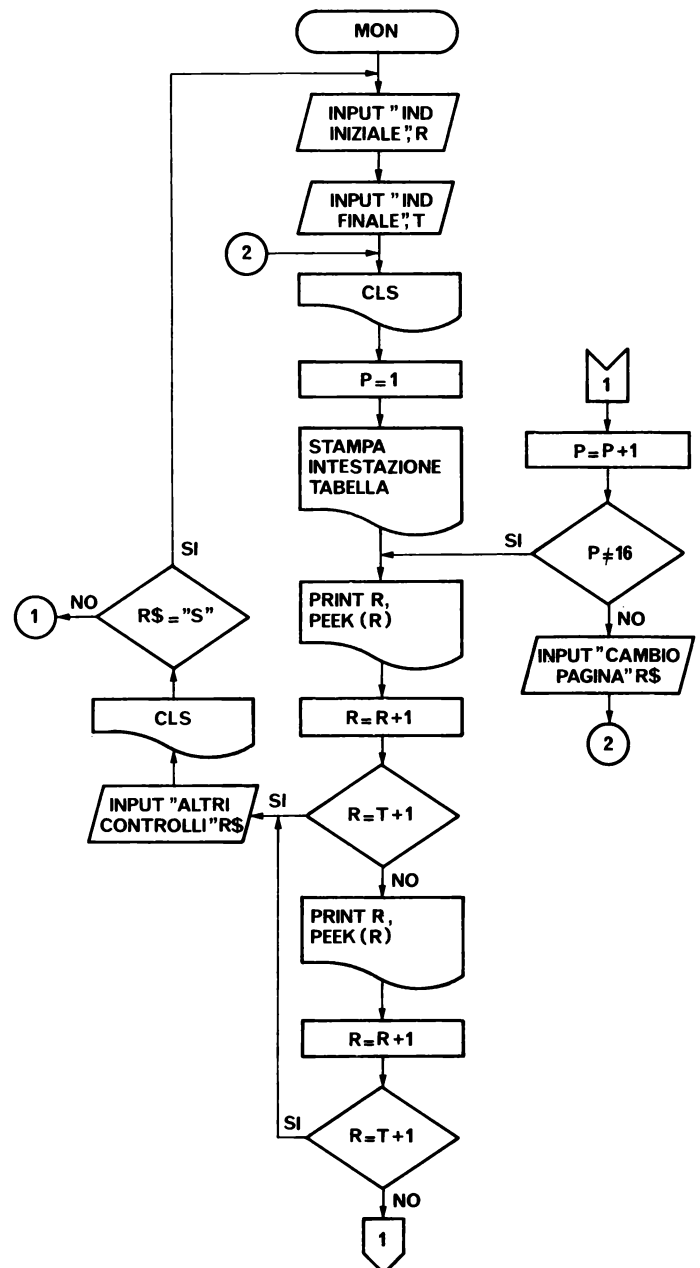 MON
INPUT "IND
INIZIALE", R
INPUT "IND
FINALE", T
2
CLS
P = 1
STAMPA
INTESTAZIONE
TABELLA
1
P = P+1
P ≠ 16
SI
NO
INPUT "CAMBIO
PAGINA" R$
2
PRINT R,
PEEK (R)
R = R+1
R = T+1
SI
NO
INPUT "ALTRI
CONTROLLI" R$
CLS
R$ = "S"
SI
NO
1
PRINT R,
PEEK (R)
R = R+1
R = T+1
SI
NO
1